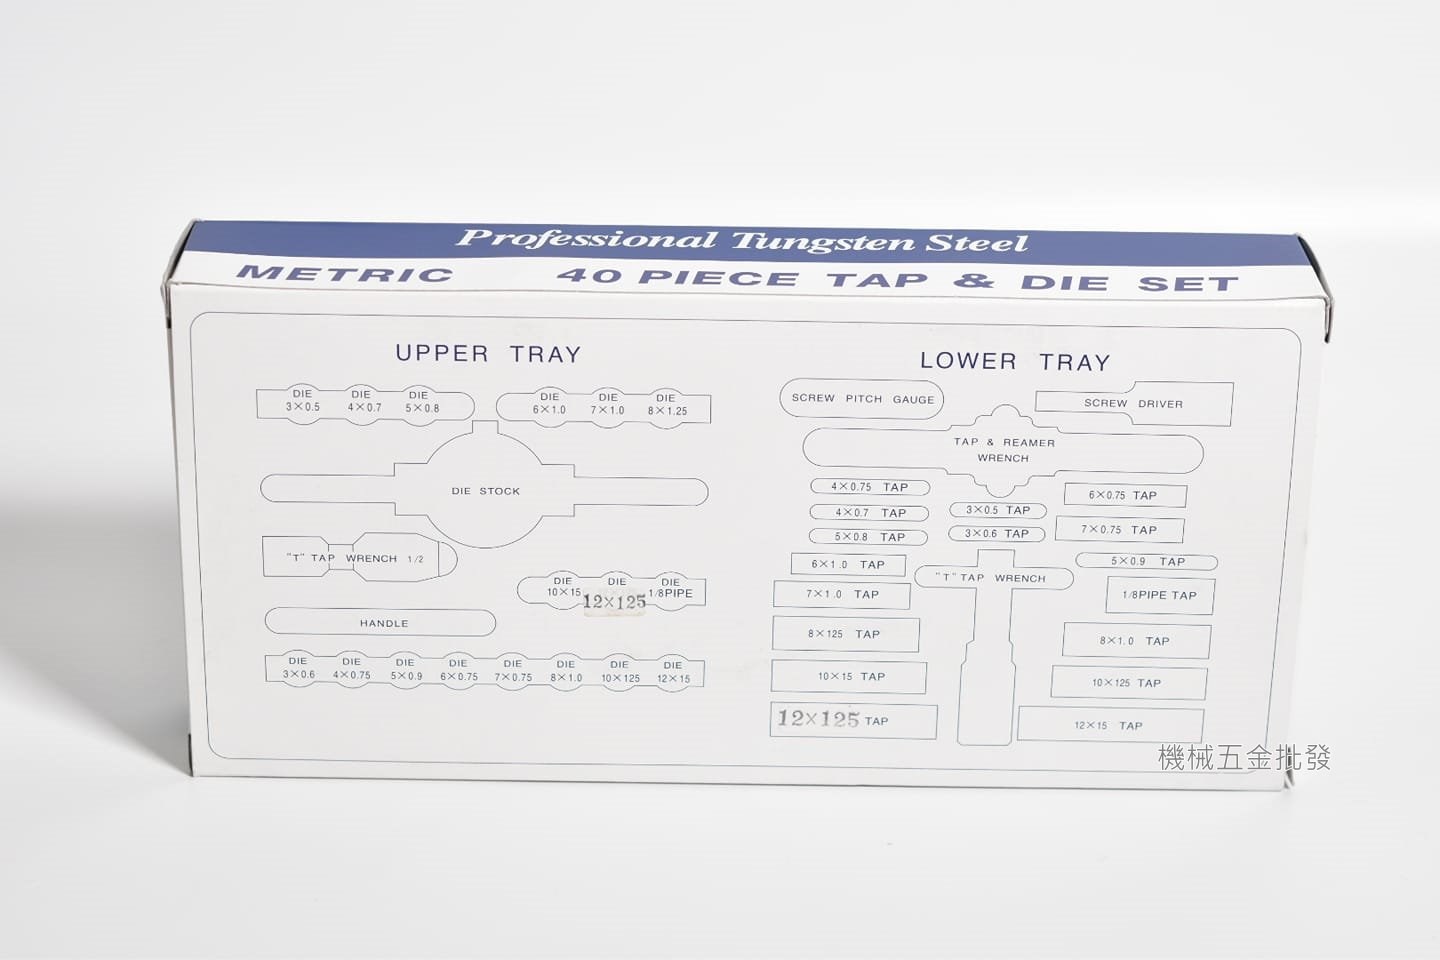 Professional Tungsten Steel
METRIC 40 PIECE TAP & DIE SET
UPPER TRAY
DIE
3×0.5
DIE
4×0.7
DIE
5×0.8
DIE
6×1.0
DIE
7×1.0
DIE
8×1.25
DIE STOCK
"T" TAP WRENCH 1/2
DIE
10×15
DIE
12×125
DIE
1/8PIPE
HANDLE
DIE
3×0.6
DIE
4×0.75
DIE
5×0.9
DIE
6×0.75
DIE
7×0.75
DIE
8×1.0
DIE
10×125
DIE
12×15
LOWER TRAY
SCREW PITCH GAUGE
SCREW DRIVER
TAP & REAMER
WRENCH
4×0.75 TAP
4×0.7 TAP
5×0.8 TAP
3×0.5 TAP
3×0.6 TAP
6×0.75 TAP
7×0.75 TAP
5×0.9 TAP
6×1.0 TAP
"T" TAP WRENCH
7×1.0 TAP
1/8PIPE TAP
8×125 TAP
8×1.0 TAP
10×15 TAP
10×125 TAP
12×125 TAP
12×15 TAP
機械五金批發